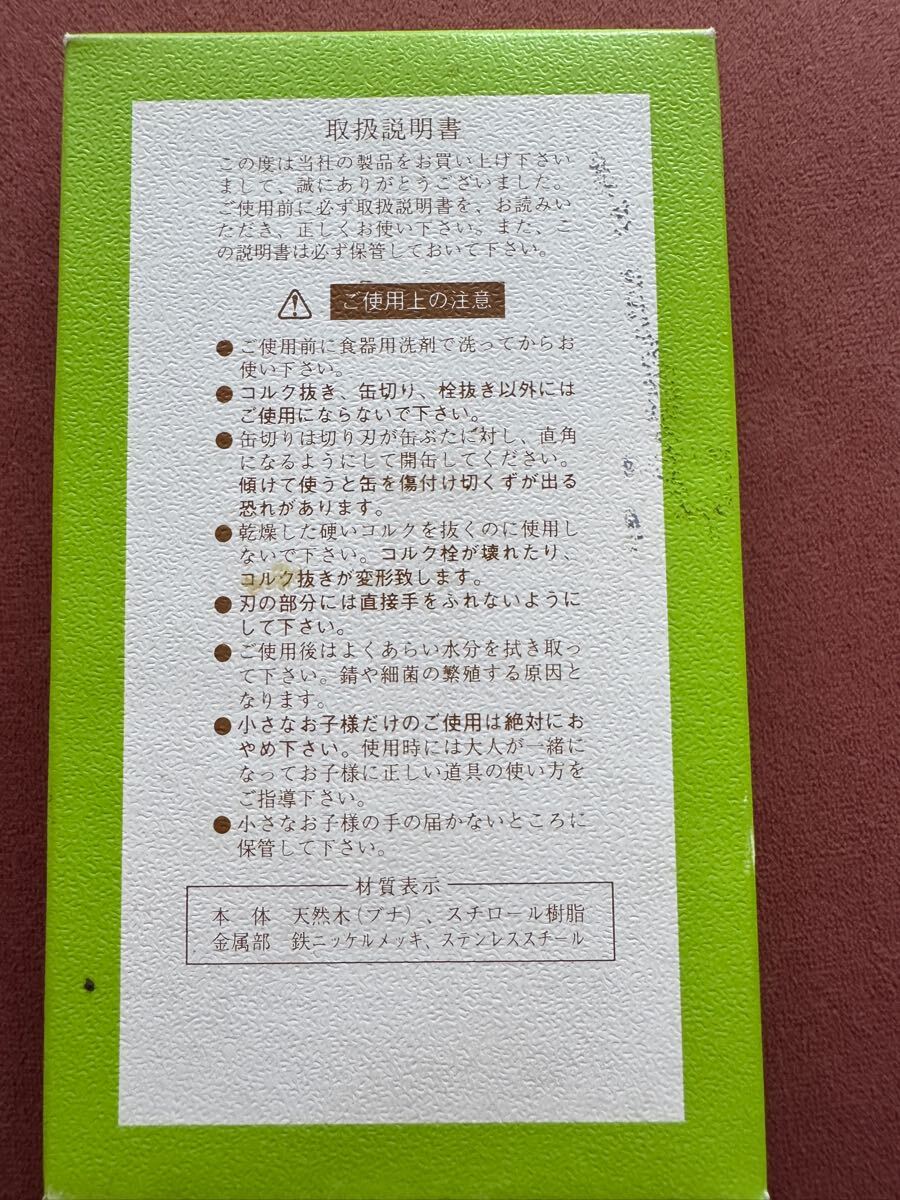 取扱説明書
この度は当社の製品をお買い上げ下さい
まして、誠にありがとうございました。
ご使用前に必ず取扱説明書を、お読みい
ただき、正しくお使い下さい。また、こ
の説明書は必ず保管しておいて下さい。
ご使用上の注意
●ご使用前に食器用洗剤で洗ってからお
使い下さい。
●コルク抜き、缶切り、栓抜き以外には
ご使用にならないで下さい。
●缶切りは切り刃が缶ぶたに対し、直角
になるようにして開缶してください。
傾けて使うと缶を傷付け切くずが出る
恐れがあります。
●乾燥した硬いコルクを抜くのに使用し
ないで下さい。コルク栓が壊れたり、
コルク抜きが変形致します。
●刃の部分には直接手をふれないように
して下さい。
●ご使用後はよくあらい水分を拭き取っ
て下さい。錆や細菌の繁殖する原因と
なります。
●小さなお子様だけのご使用は絶対にお
やめ下さい。使用時には大人が一緒に
なってお子様に正しい道具の使い方を
ご指導下さい。
●小さなお子様の手の届かないところに
保管して下さい。
材質表示
本　体　天然木(ブナ)、スチロール樹脂
金属部　鉄ニッケルメッキ、ステンレススチール